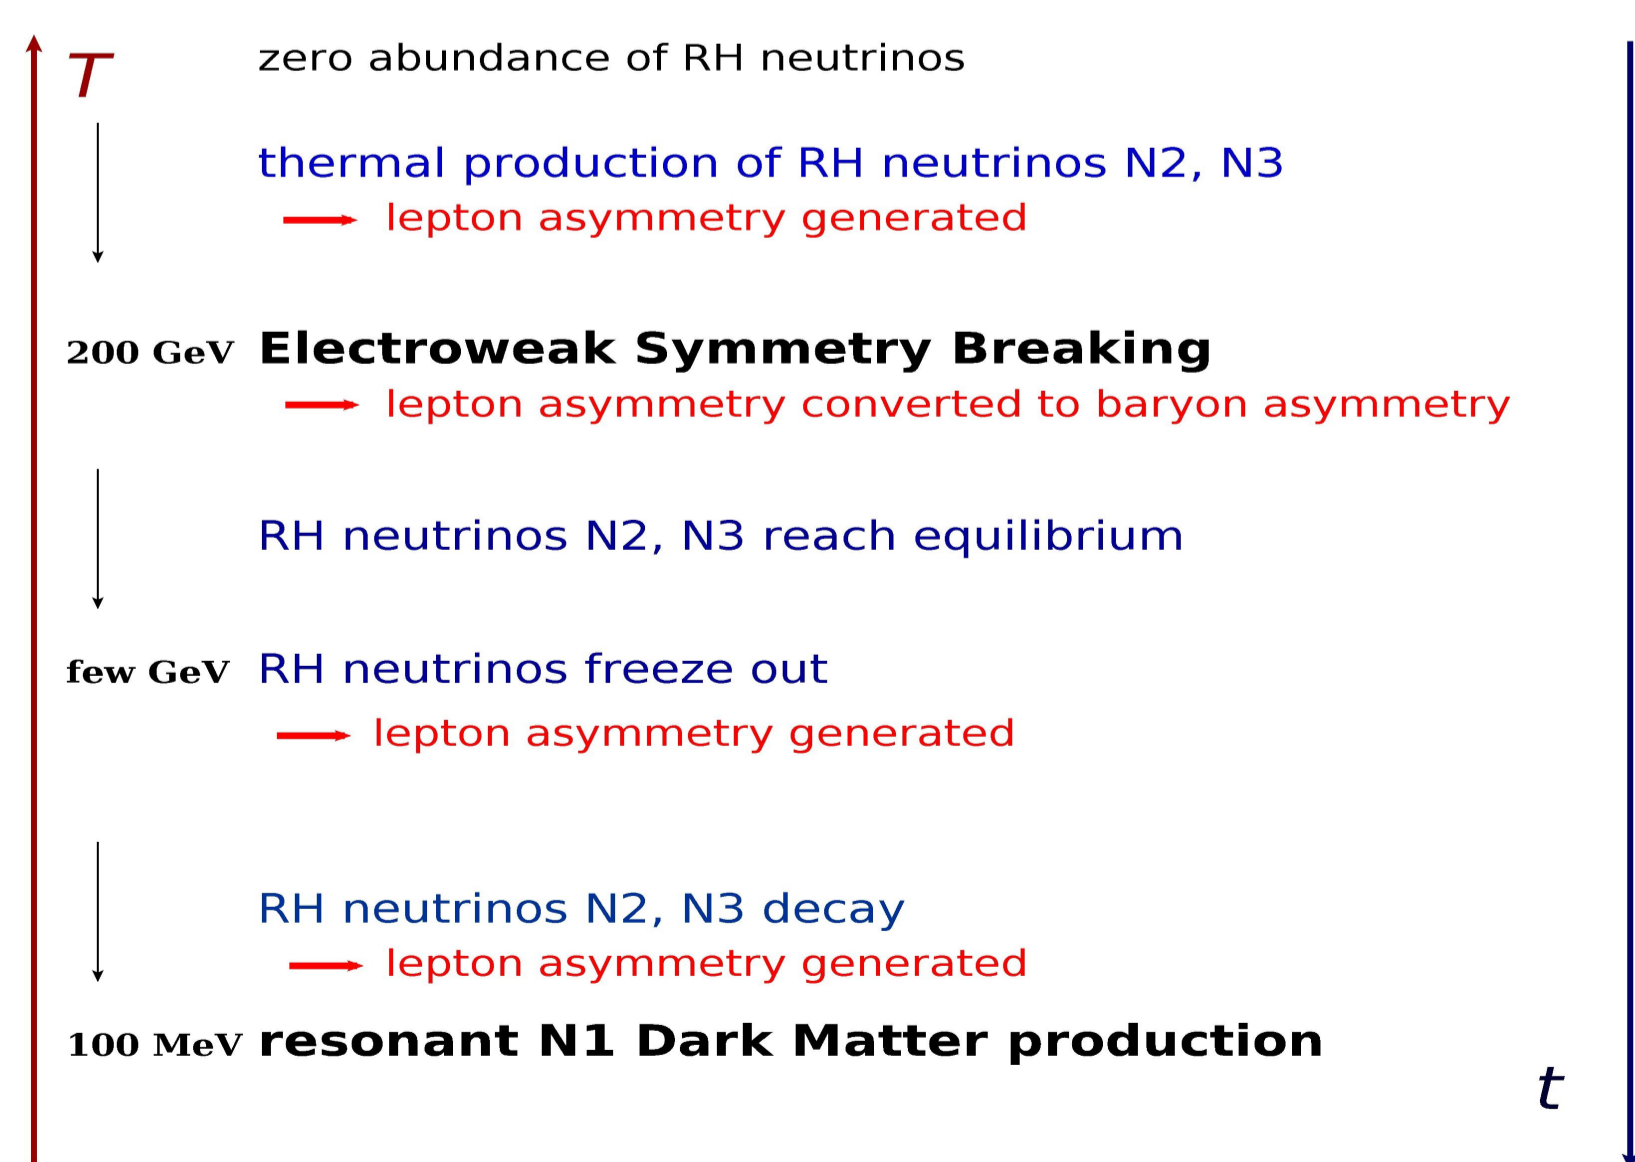 T
zero abundance of RH neutrinos
thermal production of RH neutrinos N2, N3
lepton asymmetry generated
200 GeV Electroweak Symmetry Breaking
lepton asymmetry converted to baryon asymmetry
RH neutrinos N2, N3 reach equilibrium
few GeV RH neutrinos freeze out
lepton asymmetry generated
RH neutrinos N2, N3 decay
lepton asymmetry generated
100 MeV resonant N1 Dark Matter production
t